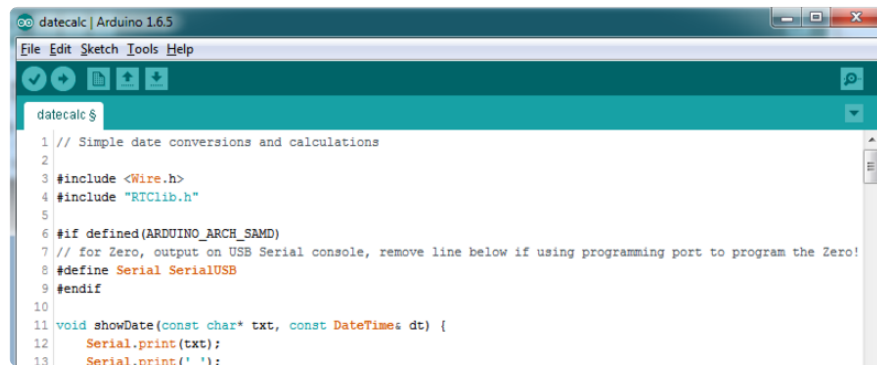 datecalc | Arduino 1.6.5
File Edit Sketch Tools Help
datecalc §
1 // Simple date conversions and calculations
2
3 #include <Wire.h>
4 #include "RTClib.h"
5
6 #if defined(ARDUINO_ARCH_SAMD)
7 // for Zero, output on USB Serial console, remove line below if using programming port to program the Zero!
8 #define Serial SerialUSB
9 #endif
10
11 void showDate(const char* txt, const DateTime& dt) {
12     Serial.print(txt);
13     Serial.print(' ');